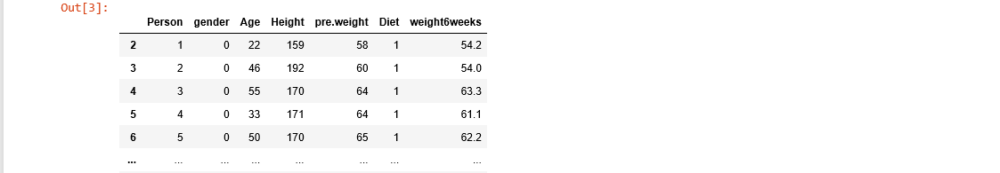 Out[3]:
Person gender Age Height pre.weight Diet weight6weeks
2 1 0 22 159 58 1 54.2
3 2 0 46 192 60 1 54.0
4 3 0 55 170 64 1 63.3
5 4 0 33 171 64 1 61.1
6 5 0 50 170 65 1 62.2
... ... ... ... ... ... ... ...